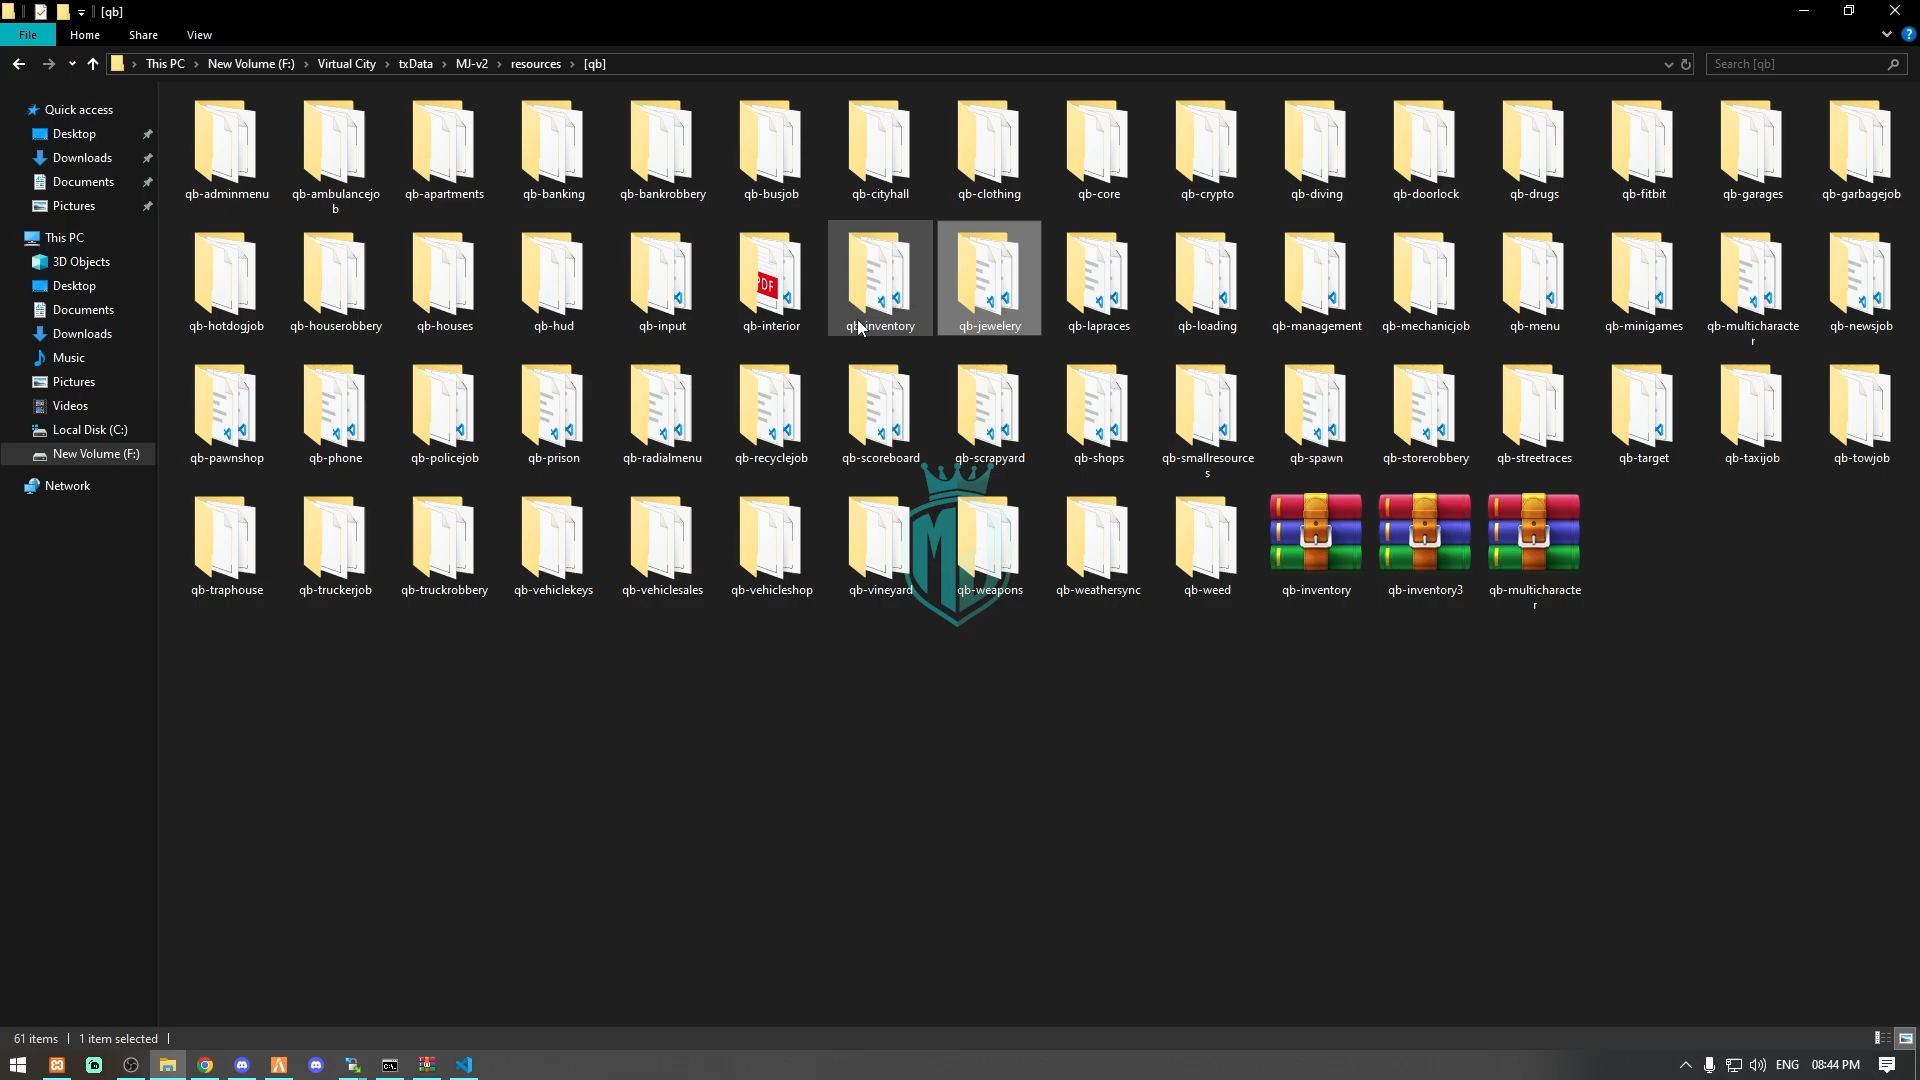 [qb]
File Home Share View
This PC New Volume (F:) Virtual City txData MJ-v2 resources [qb]
Search [qb]
Quick access
Desktop
Downloads
Documents
Pictures
This PC
3D Objects
Desktop
Documents
Downloads
Music
Pictures
Videos
Local Disk (C:)
New Volume (F:)
Network
qb-adminmenu qb-ambulancejo qb-apartments qb-banking qb-bankrobbery qb-busjob qb-cityhall qb-clothing qb-core qb-crypto qb-diving qb-doorlock qb-drugs qb-fitbit qb-garages qb-garbagejob
b
PDF
qb-hotdogjob qb-houserobbery qb-houses qb-hud qb-input qb-interior qb-inventory qb-jewelery qb-lapraces qb-loading qb-management qb-mechanicjob qb-menu qb-minigames qb-multicharacte qb-newsjob
r
qb-pawnshop qb-phone qb-policejob qb-prison qb-radialmenu qb-recyclejob qb-scoreboard qb-scrapyard qb-shops qb-smallresource qb-spawn qb-storerobbery qb-streetraces qb-target qb-taxijob qb-towjob
s
qb-traphouse qb-truckerjob qb-truckrobbery qb-vehiclekeys qb-vehiclesales qb-vehicleshop qb-vineyard qb-weapons qb-weathersync qb-weed qb-inventory qb-inventory3 qb-multicharacte
r
61 items 1 item selected
ENG 08:44 PM